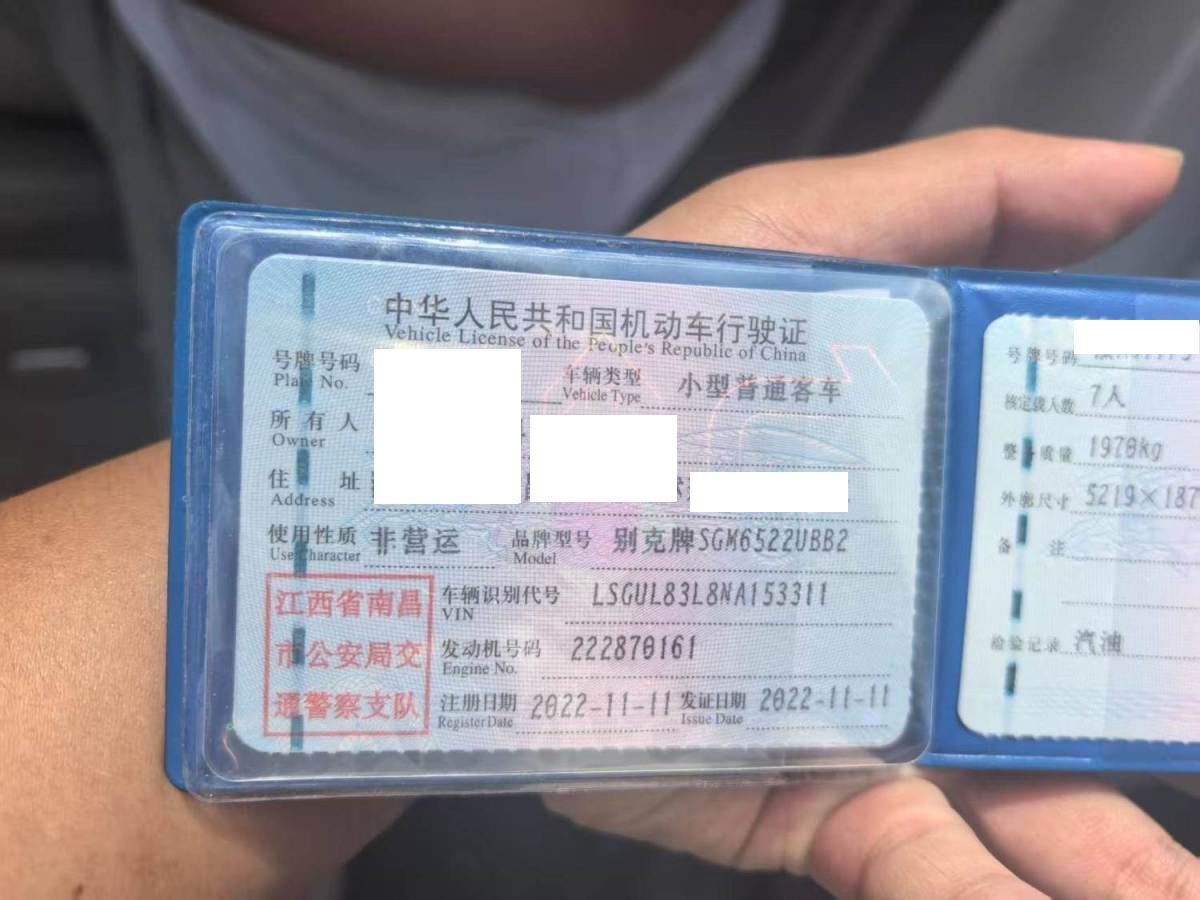 中华人民共和国机动车行驶证
Vehicle License of the People's Republic of China
号牌号码
Plate No.
车辆类型 小型普通客车
Vehicle Type
所有人
Owner
住址
Address
使用性质 非营运
Use Character
品牌型号 别克牌SGM6522UBB2
Model
江西省南昌
市公安局交
通警察支队
车辆识别代号 LSGUL83L8NA153311
VIN
发动机号码 222870161
Engine No.
注册日期 2022-11-11
Register Date
发证日期 2022-11-11
Issue Date
号牌号码
核定载人数 7人
整备质量 1970kg
外廓尺寸 5219×187
备注
检验记录 汽油